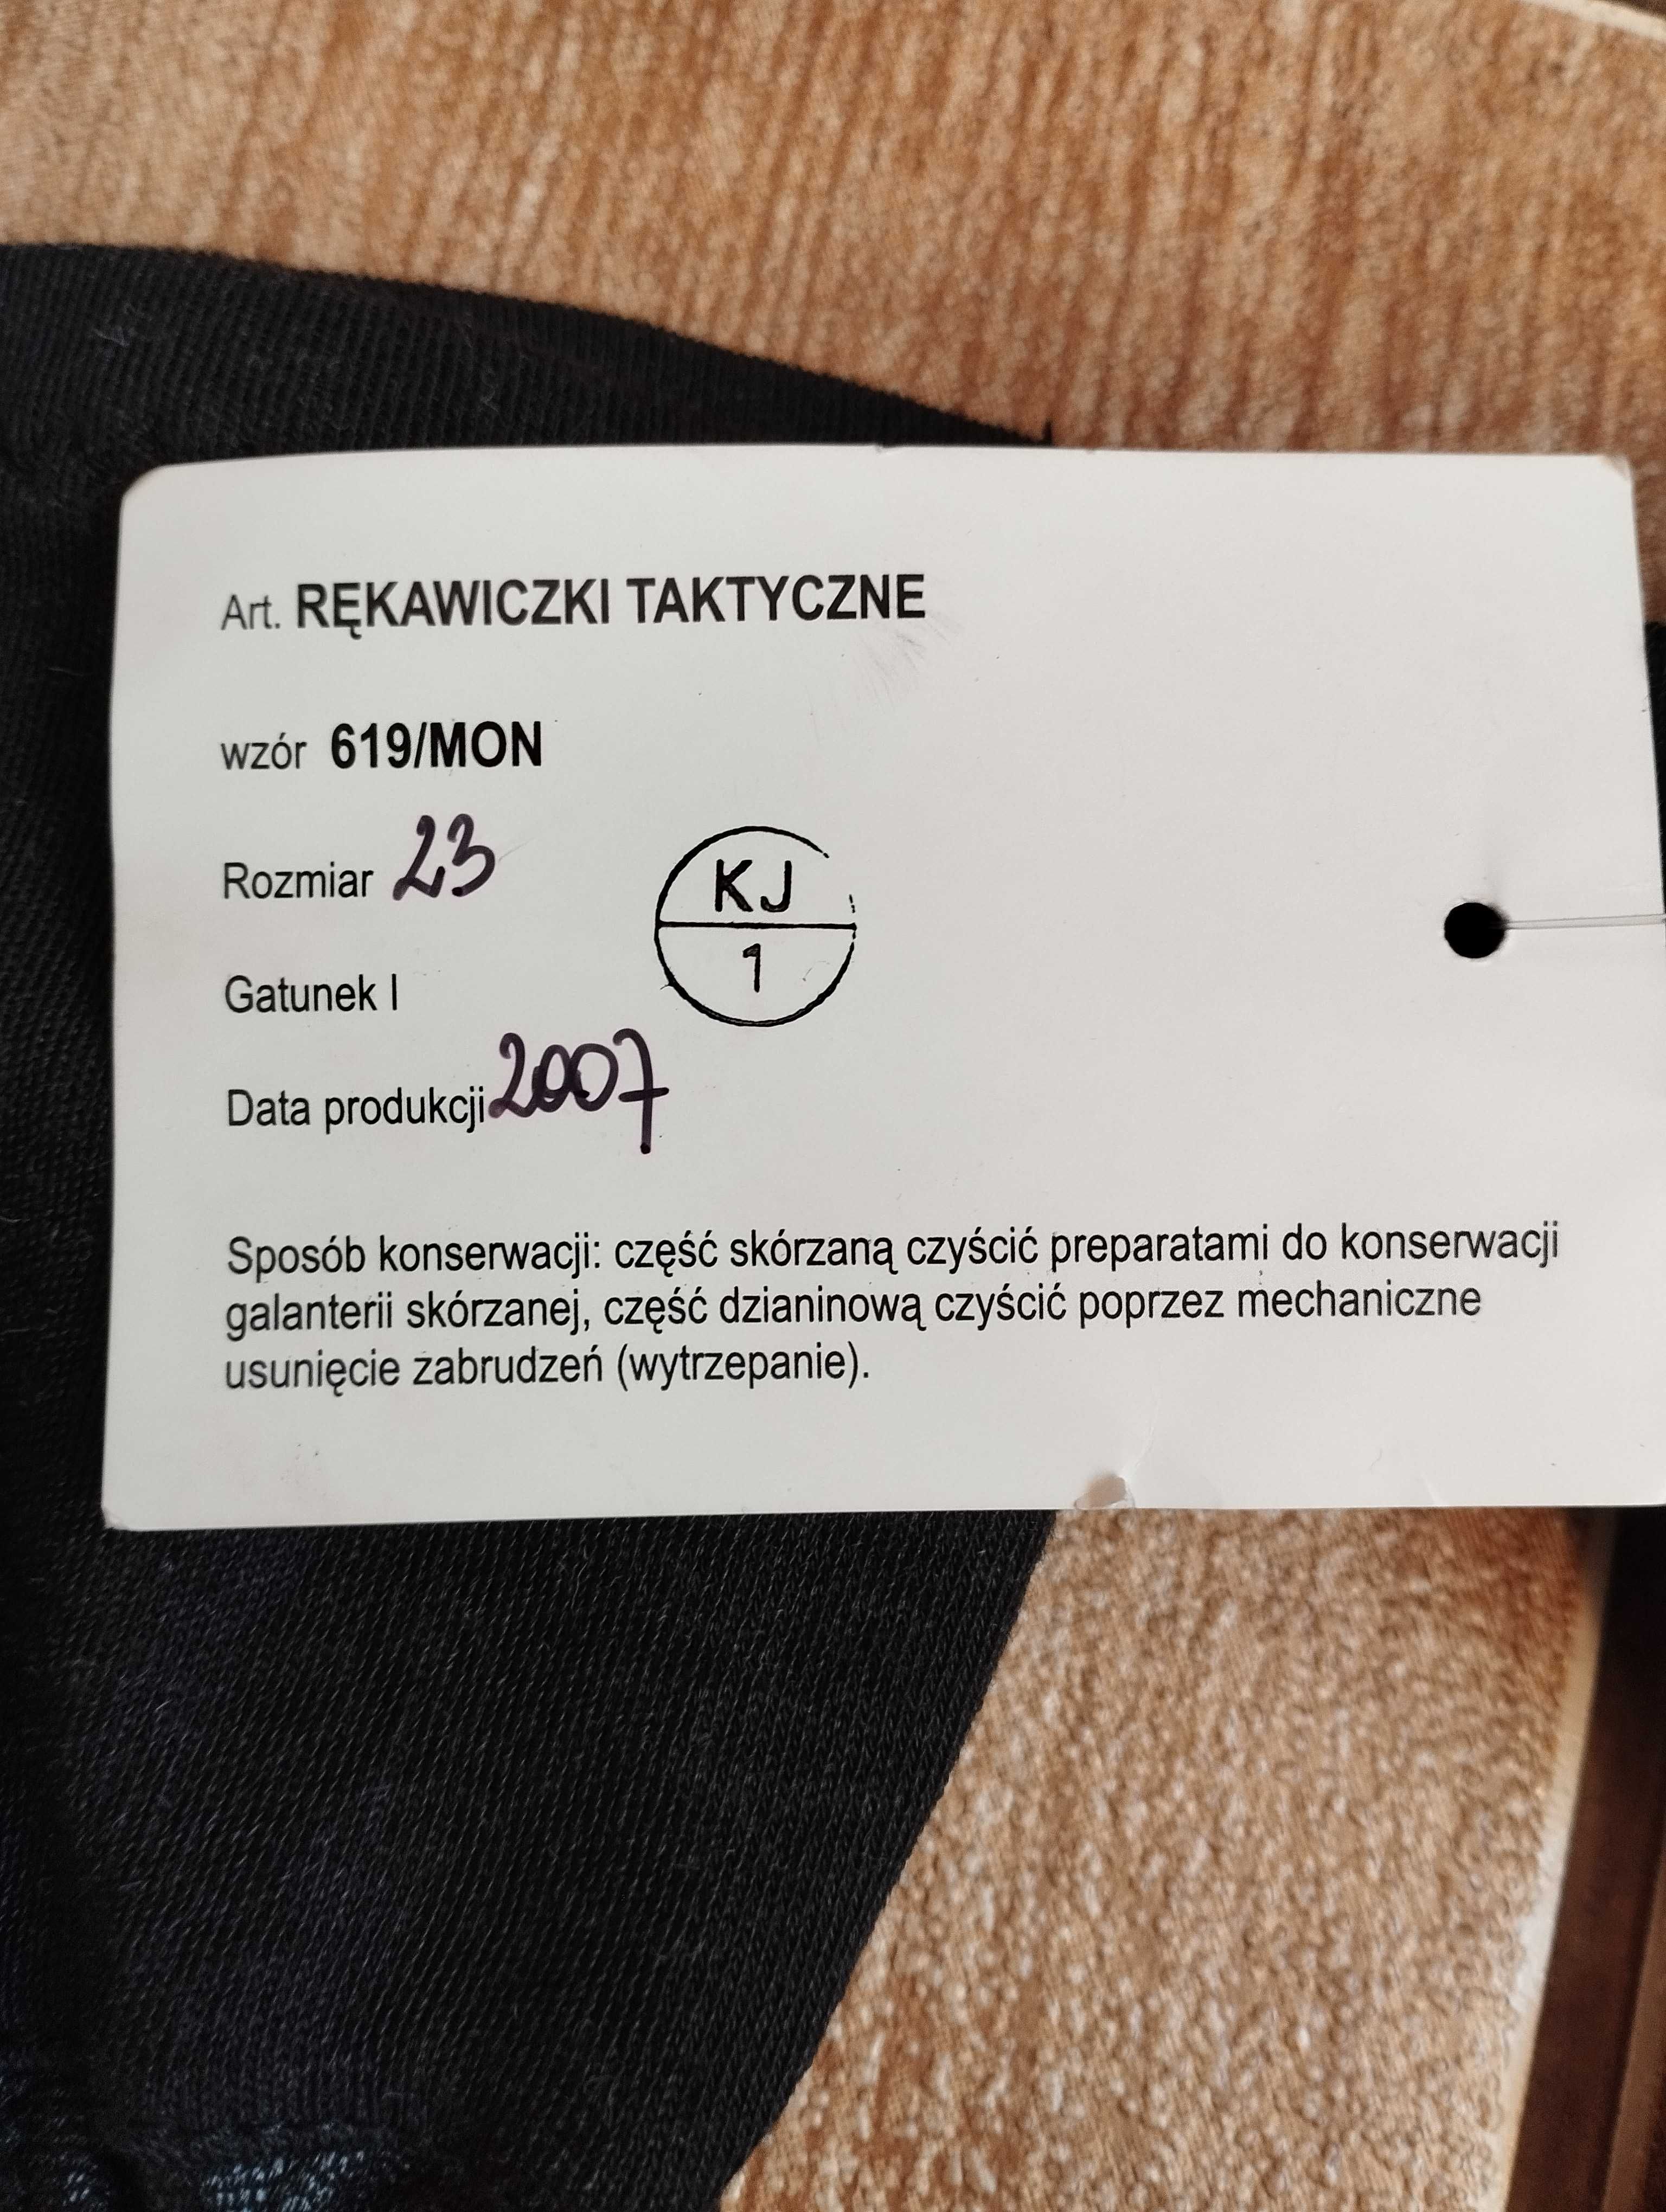 Art. RĘKAWICZKI TAKTYCZNE
wzór 619/MON
Rozmiar 23
KJ
1
Gatunek I
Data produkcji 2007
Sposób konserwacji: część skórzaną czyścić preparatami do konserwacji
galanterii skórzanej, część dzianinową czyścić poprzez mechaniczne
usunięcie zabrudzeń (wytrzepanie).